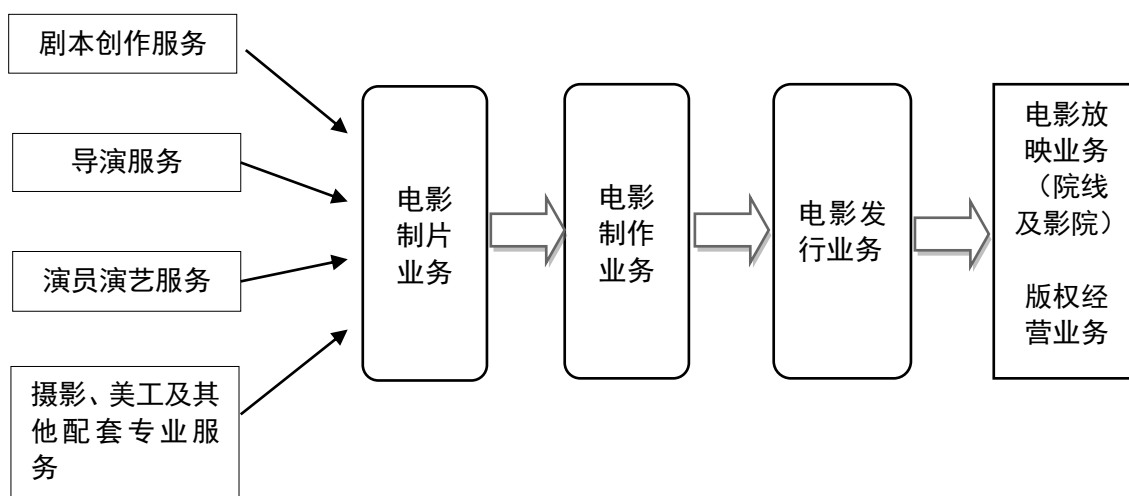 剧本创作服务
导演服务
演员演艺服务
摄影、美工及其
他配套专业服
务
电影
制片
业务
电影
制作
业务
电影发
行业务
电影放
映业务
（院线
及影院）
版权经
营业务